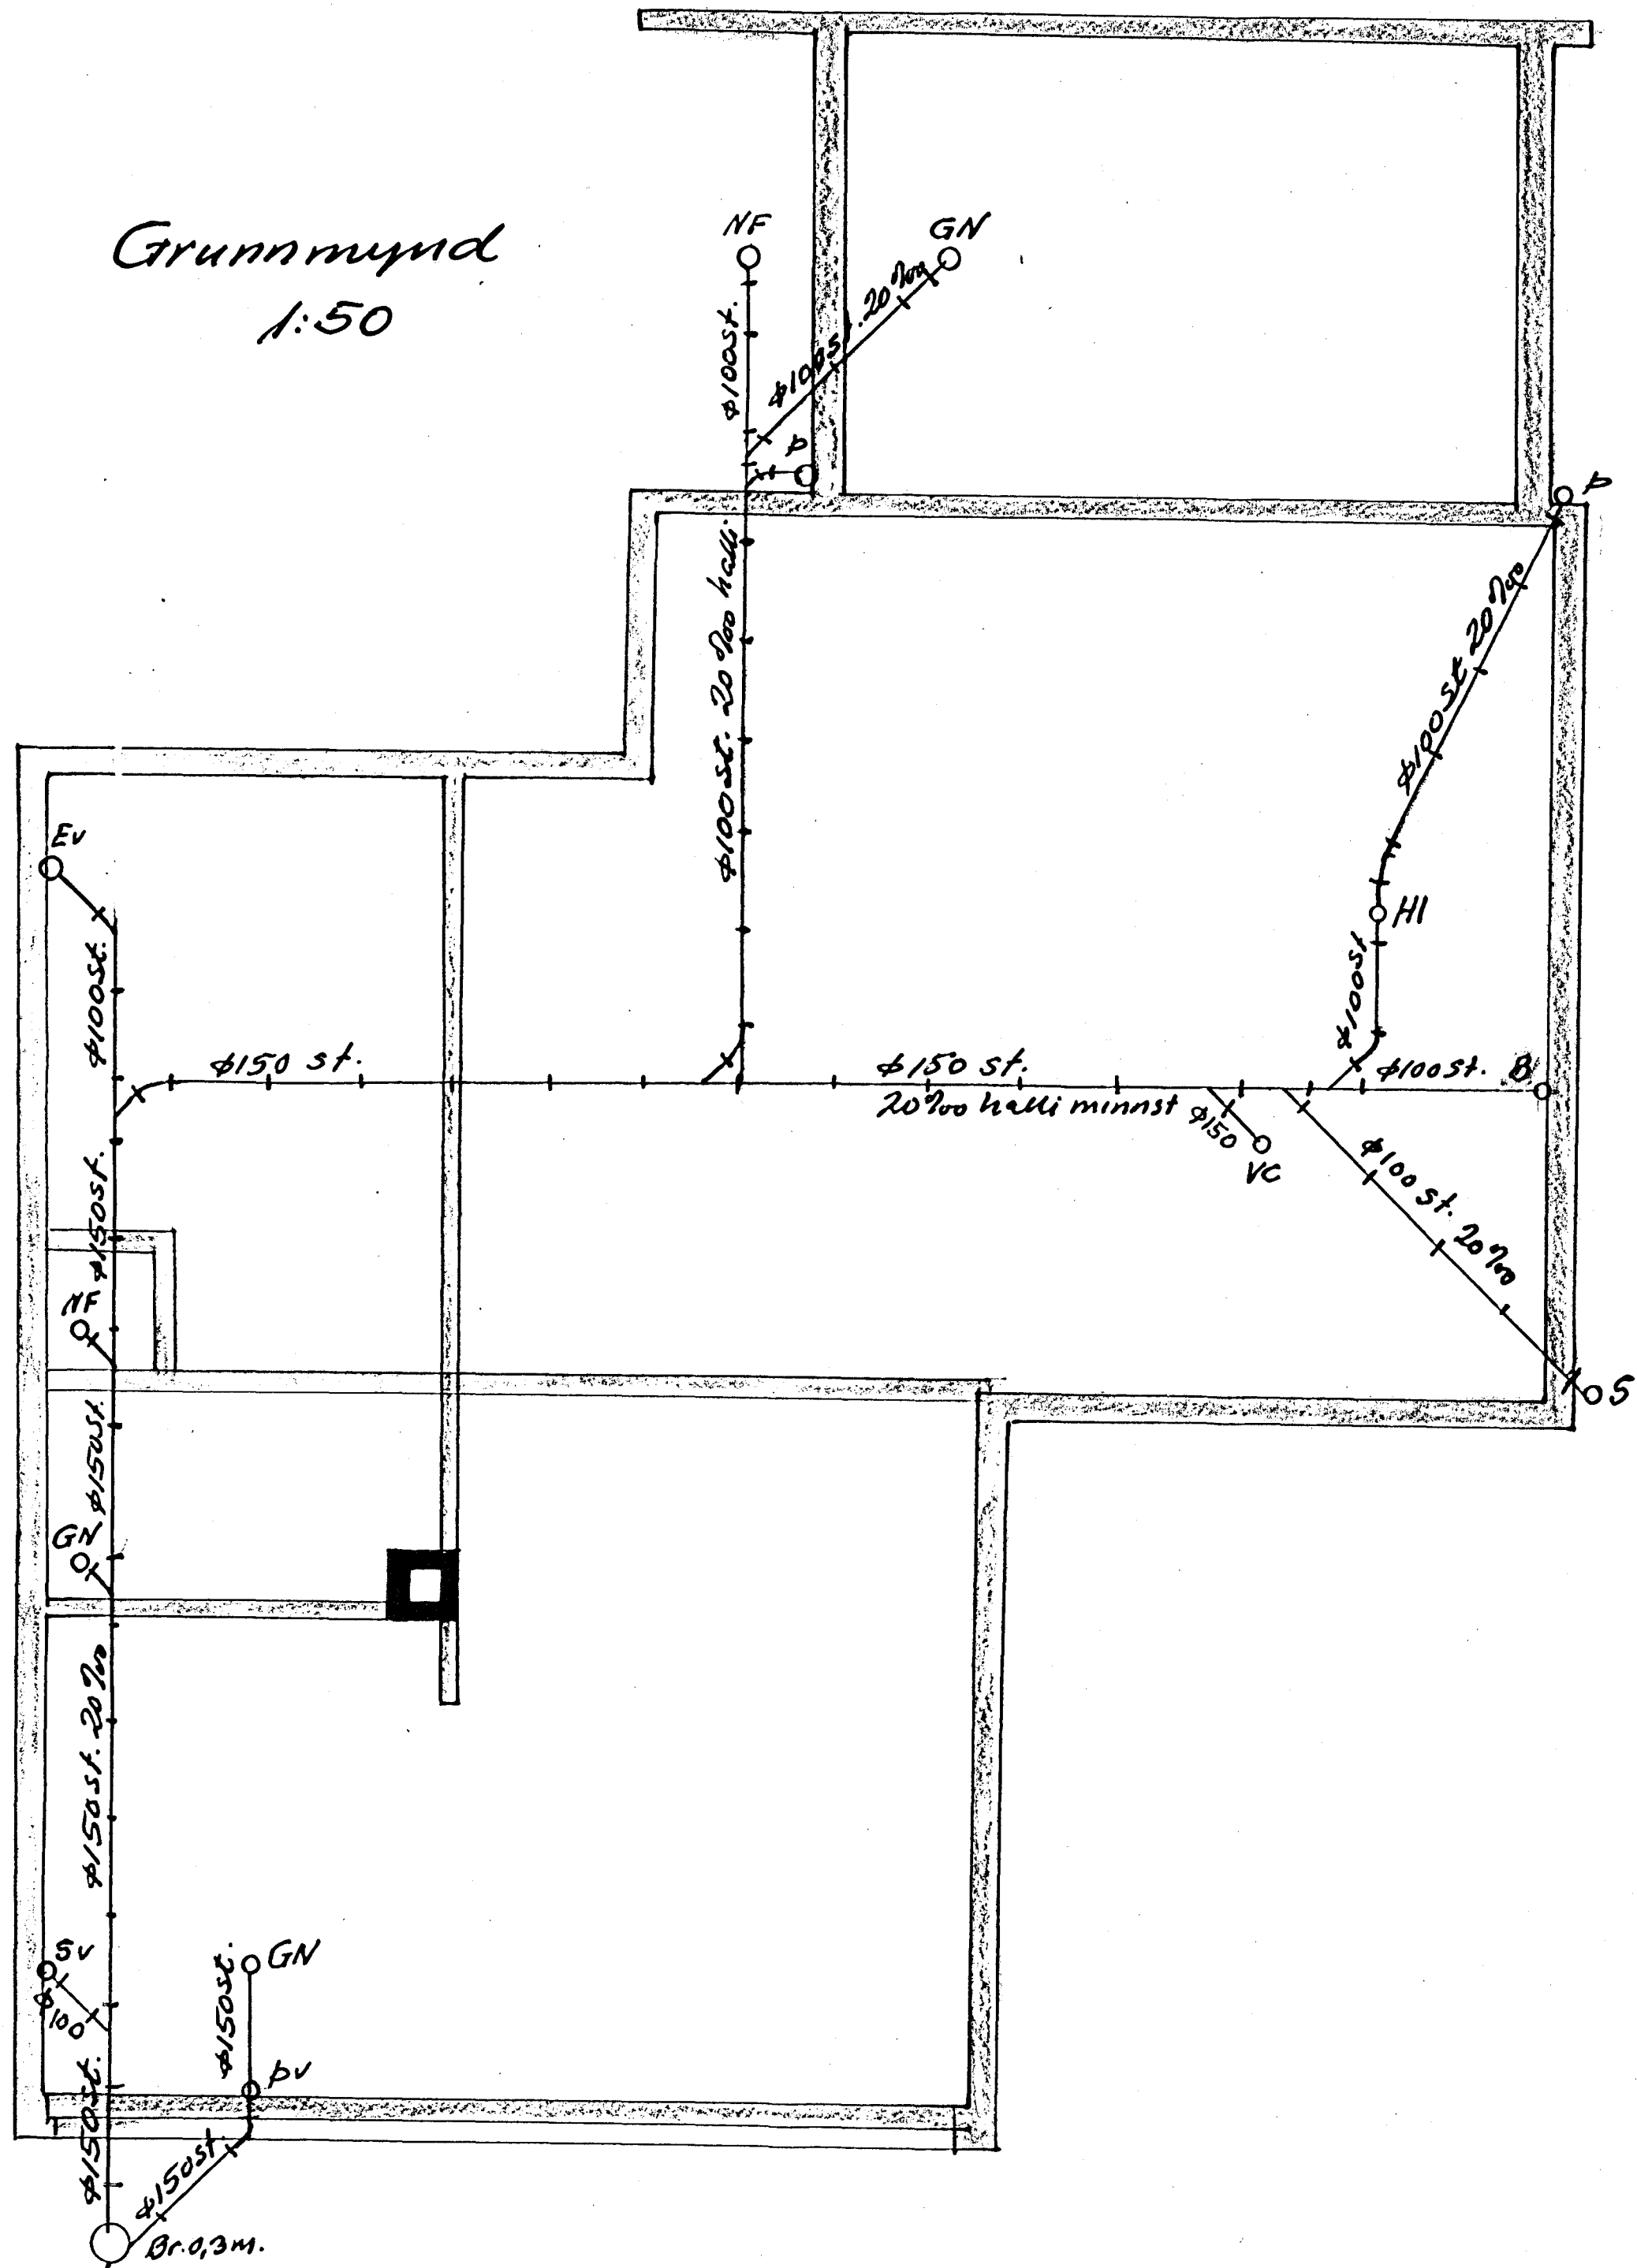 Grunnmynd
1:50
NF
GN
φ100st.
φ100st. 20‰
þ
þ
φ100st. 20‰ halli
φ100st 20‰
Ev
HI
φ100st.
φ100st
φ150 st.
φ150 st.
φ100st.
B
20‰ halli minnst
φ150
VC
φ100 st. 20‰
φ150st.
NF
S
φ150st.
GN
φ150st. 20‰
Sv
φ100
GN
φ150st.
þv
φ150st.
φ150st
Br.0,3m.